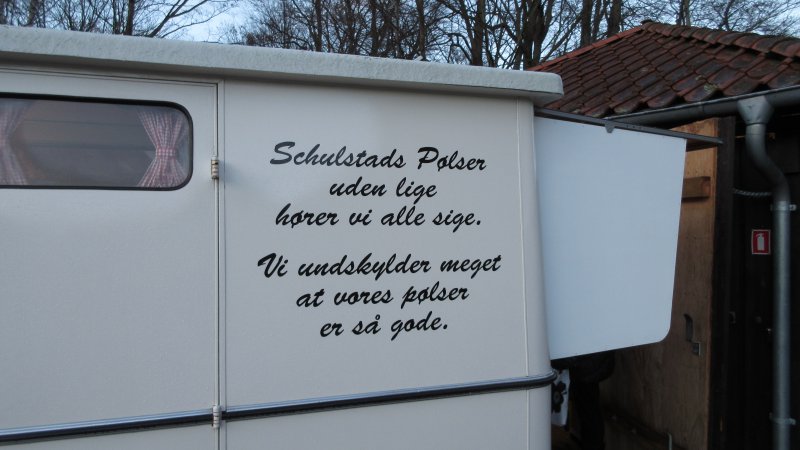 Schulstads Pølser
uden lige
hører vi alle sige.
Vi undskylder meget
at vores pølser
er så gode.